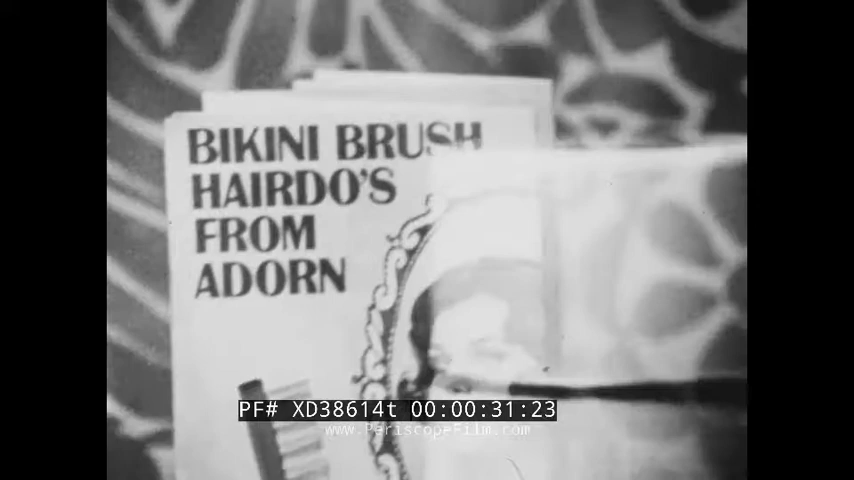 BIKINI BRUSH
HAIRDO'S
FROM
ADORN
PF# XD38614t 00:00:31:23
www.PeriscopeFilm.com